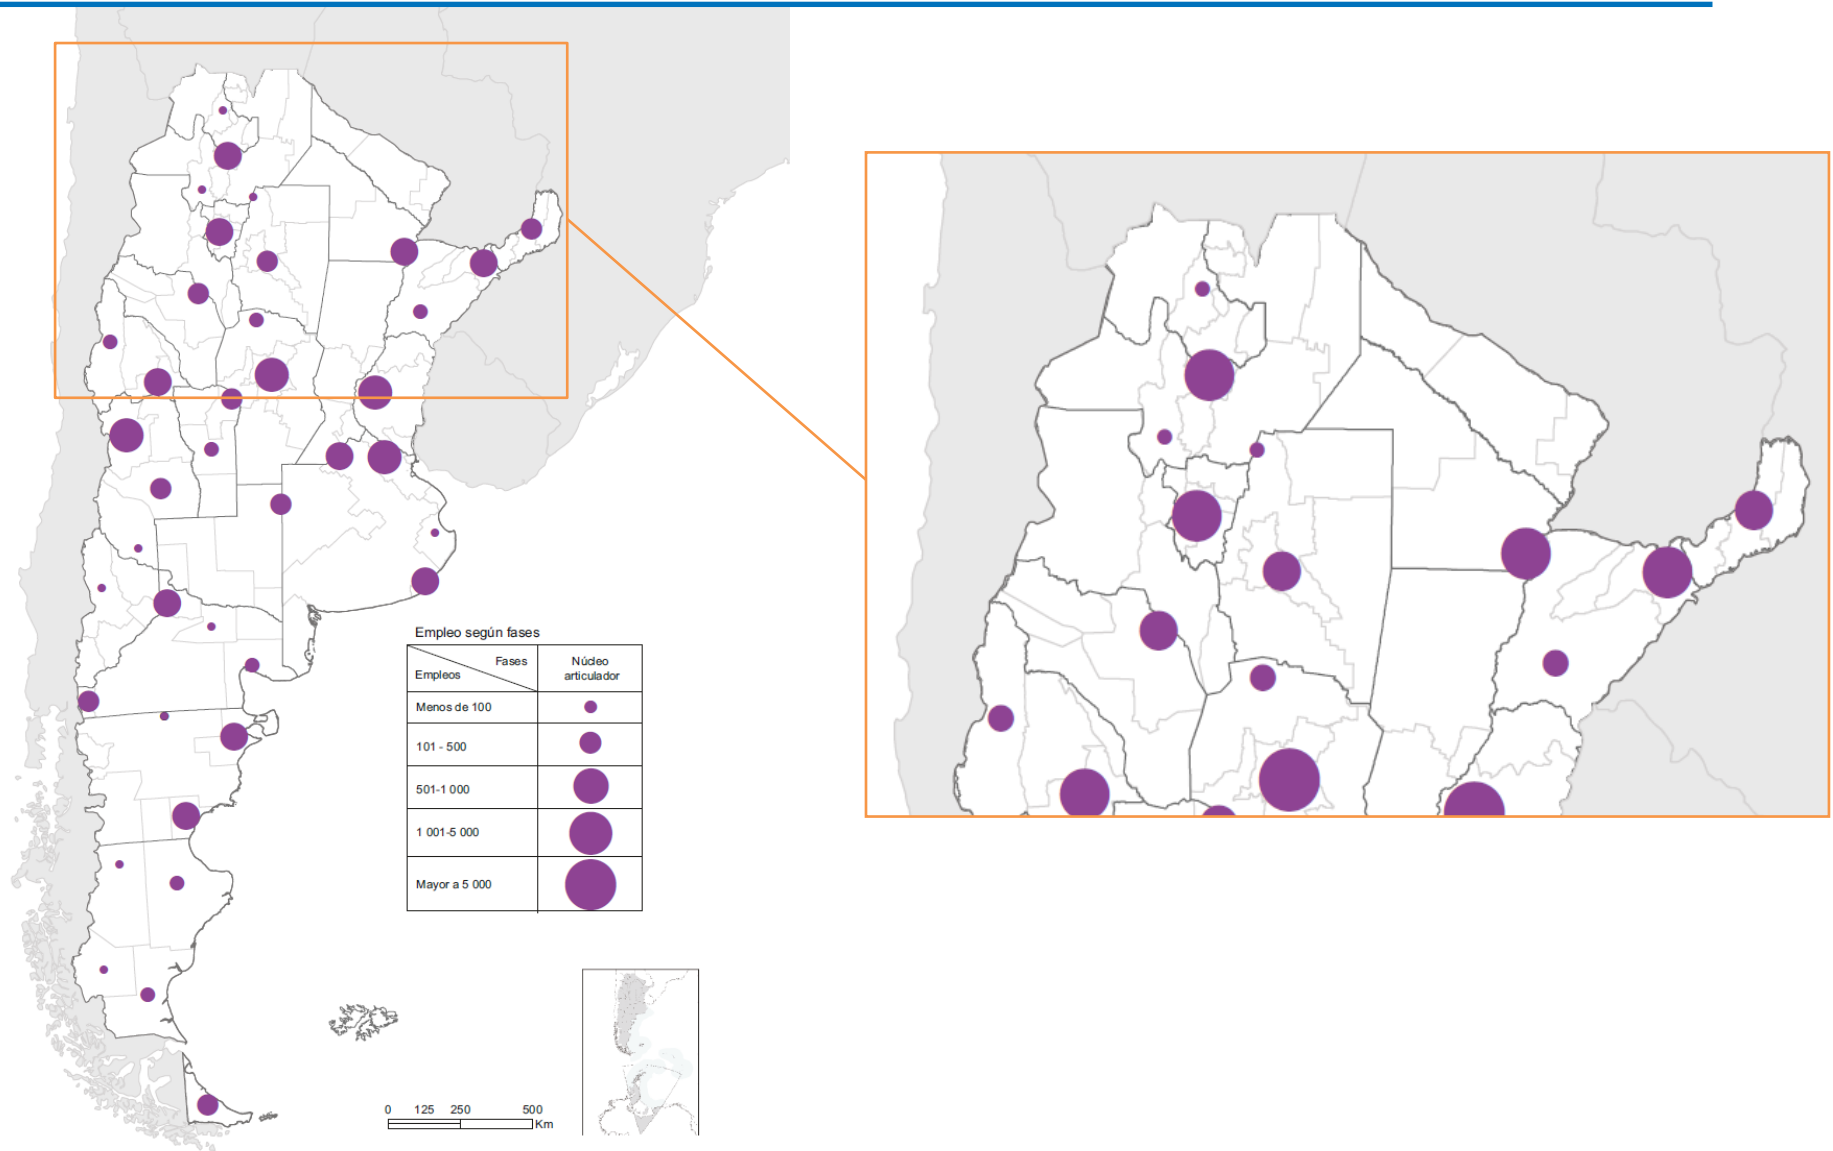 Empleo según fases
Fases
Empleos
Núcleo
articulador
Menos de 100
101 - 500
501-1 000
1 001-5 000
Mayor a 5 000
0 125 250 500
Km